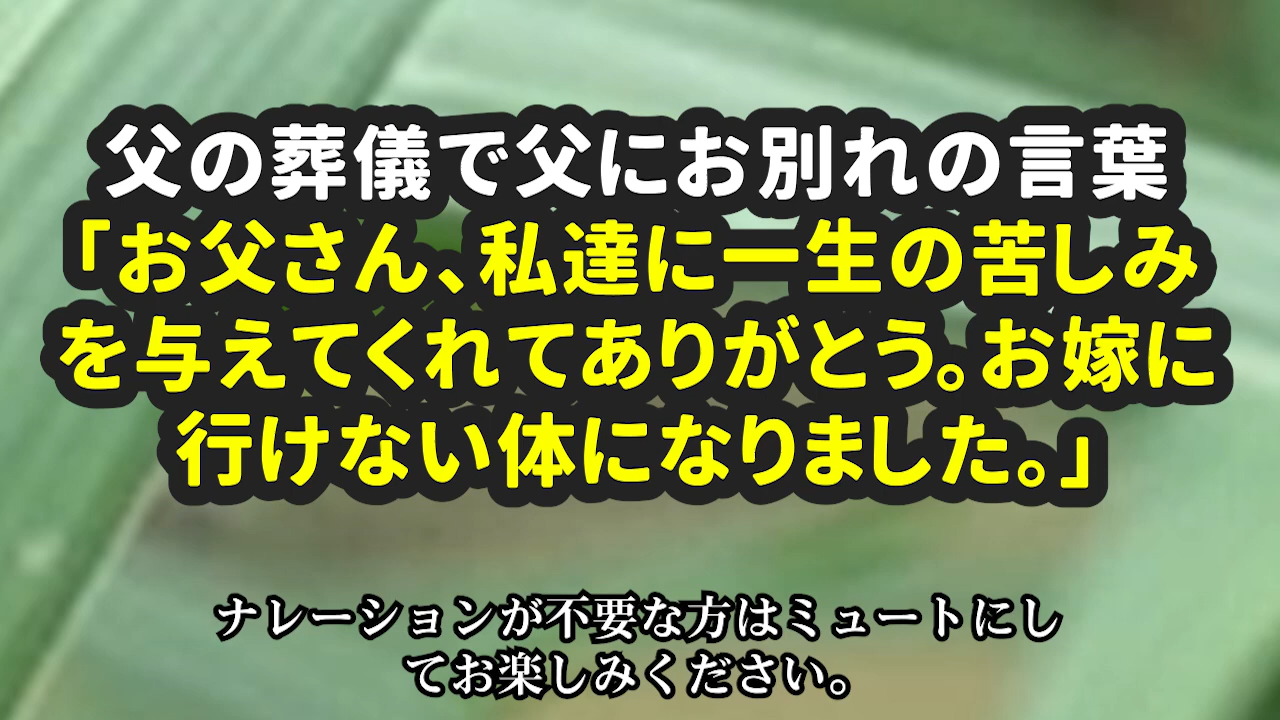 父の葬儀で父にお別れの言葉
「お父さん、私達に一生の苦しみ
を与えてくれてありがとう。お嫁に
行けない体になりました。」
ナレーションが不要な方はミュートにし
てお楽しみください。